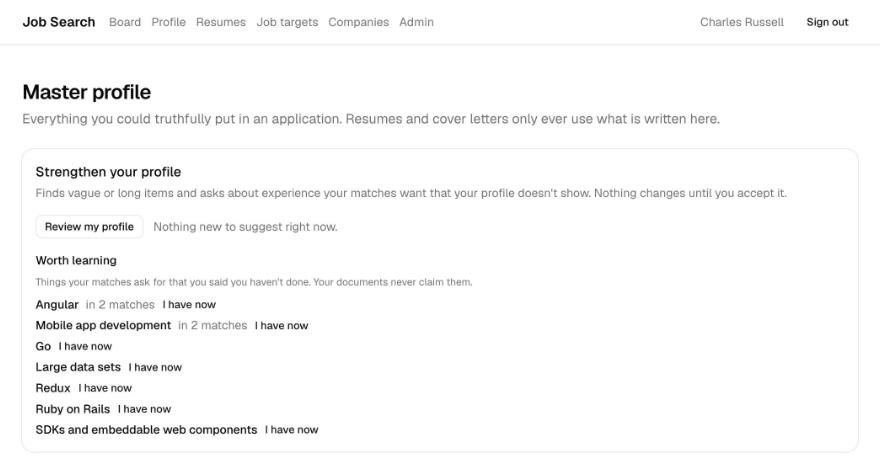 Job Search Board Profile Resumes Job targets Companies Admin Charles Russell Sign out
Master profile
Everything you could truthfully put in an application. Resumes and cover letters only ever use what is written here.
Strengthen your profile
Finds vague or long items and asks about experience your matches want that your profile doesn't show. Nothing changes until you accept it.
Review my profile Nothing new to suggest right now.
Worth learning
Things your matches ask for that you said you haven't done. Your documents never claim them.
Angular in 2 matches I have now
Mobile app development in 2 matches I have now
Go I have now
Large data sets I have now
Redux I have now
Ruby on Rails I have now
SDKs and embeddable web components I have now